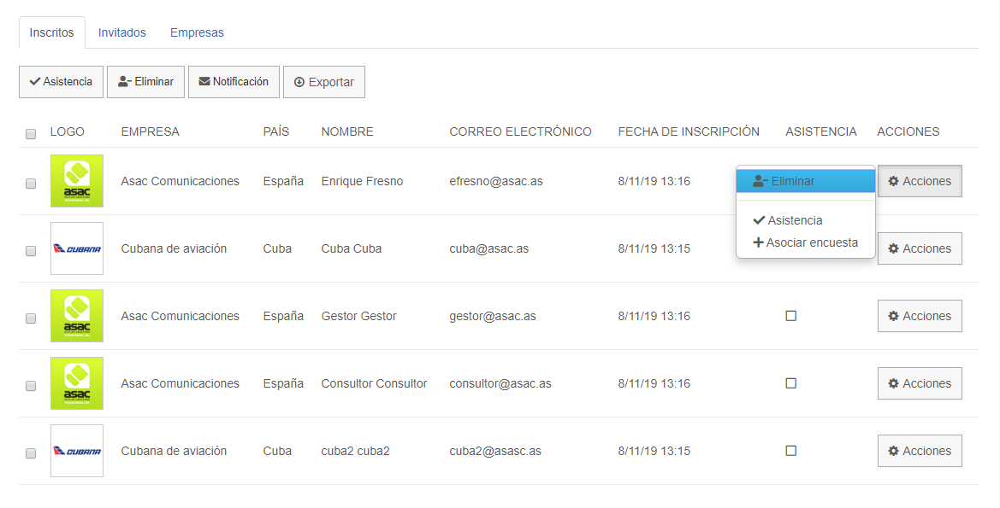 Inscritos Invitados Empresas
Asistencia Eliminar Notificación Exportar
LOGO EMPRESA PAÍS NOMBRE CORREO ELECTRÓNICO FECHA DE INSCRIPCIÓN ASISTENCIA ACCIONES
asac Asac Comunicaciones España Enrique Fresno efresno@asac.as 8/11/19 13:16 Eliminar Acciones
Asistencia
Asociar encuesta
CUBANA Cubana de aviación Cuba Cuba Cuba cuba@asac.as 8/11/19 13:15 Acciones
asac Asac Comunicaciones España Gestor Gestor gestor@asac.as 8/11/19 13:16 Acciones
asac Asac Comunicaciones España Consultor Consultor consultor@asac.as 8/11/19 13:16 Acciones
CUBANA Cubana de aviación Cuba cuba2 cuba2 cuba2@asasc.as 8/11/19 13:15 Acciones